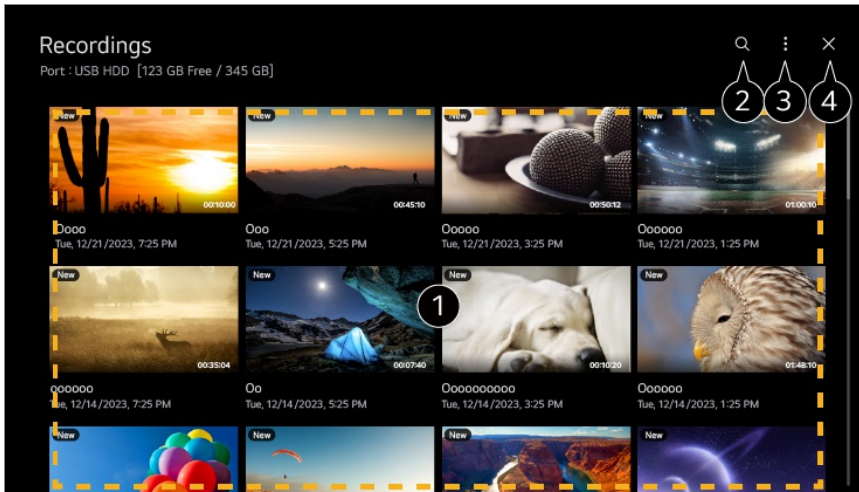 Recordings
Port : USB HDD [123 GB Free / 345 GB]
2 3 4
New New New New
00:10:00 00:45:10 00:50:12 01:00:10
Oooo Ooo Ooooo Oooooo
Tue, 12/21/2023, 7:25 PM Tue, 12/21/2023, 5:25 PM Tue, 12/21/2023, 3:25 PM Tue, 12/21/2023, 1:25 PM
New New New New
1
00:35:04 00:07:40 00:10:20 01:48:10
oooooo Oo Oooooooooo Oooooo
Tue, 12/14/2023, 7:25 PM Tue, 12/14/2023, 5:25 PM Tue, 12/14/2023, 3:25 PM Tue, 12/14/2023, 1:25 PM
New New New New